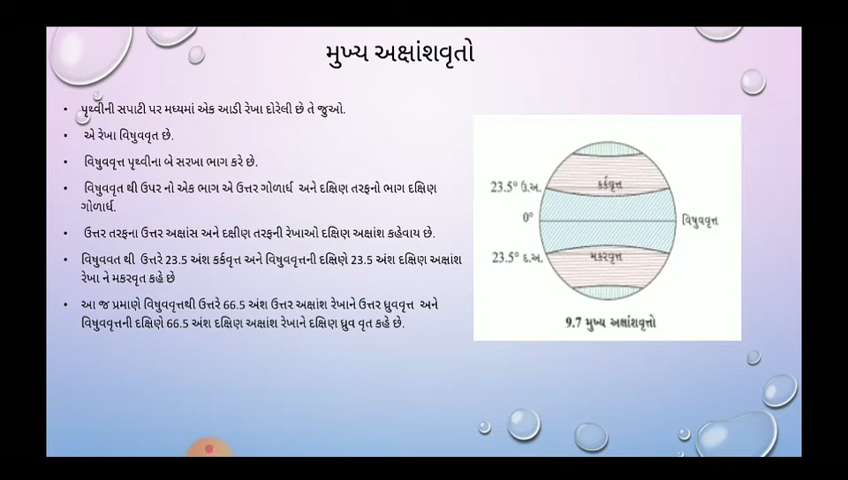 મુખ્ય અક્ષાંશવૃતો
• પૃથ્વીની સપાટી પર મધ્યમાં એક આડી રેખા દોરેલી છે તે જુઓ.
• એ રેખા વિષુવવૃત છે.
• વિષુવવૃત્ત પૃથ્વીના બે સરખા ભાગ કરે છે.
• વિષુવવૃત થી ઉપર નો એક ભાગ એ ઉત્તર ગોળાર્ધ અને દક્ષિણ તરફનો ભાગ દક્ષિણ
ગોળાર્ધ.
• ઉત્તર તરફના ઉત્તર અક્ષાંસ અને દક્ષીણ તરફની રેખાઓ દક્ષિણ અક્ષાંશ કહેવાય છે.
• વિષુવવત થી ઉત્તરે 23.5 અંશ કર્કવૃત્ત અને વિષુવવૃત્તની દક્ષિણે 23.5 અંશ દક્ષિણ અક્ષાંશ
રેખા ને મકરવૃત કહે છે
• આ જ પ્રમાણે વિષુવવૃત્તથી ઉત્તરે 66.5 અંશ ઉત્તર અક્ષાંશ રેખાને ઉત્તર ધ્રુવવૃત્ત અને
વિષુવવૃત્તની દક્ષિણે 66.5 અંશ દક્ષિણ અક્ષાંશ રેખાને દક્ષિણ ધ્રુવ વૃત કહે છે.
23.5° ઉ.અ.
કર્કવૃત્ત
0°
વિષુવવૃત્ત
23.5° દ.અ.
મકરવૃત્ત
9.7 મુખ્ય અક્ષાંશવૃત્તો